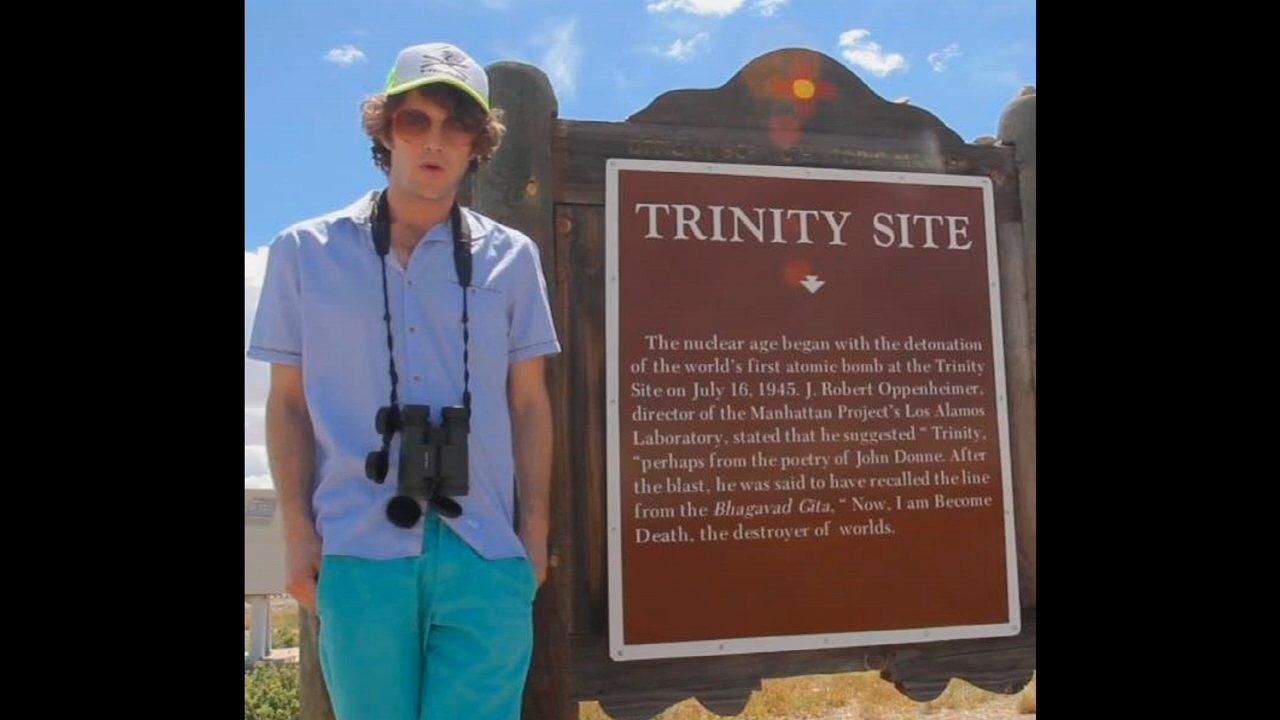 TRINITY SITE
The nuclear age began with the detonation
of the world's first atomic bomb at the Trinity
Site on July 16, 1945. J. Robert Oppenheimer,
director of the Manhattan Project's Los Alamos
Laboratory, stated that he suggested “ Trinity,
“perhaps from the poetry of John Donne. After
the blast, he was said to have recalled the line
from the Bhagavad Gita, “ Now, I am Become
Death, the destroyer of worlds.